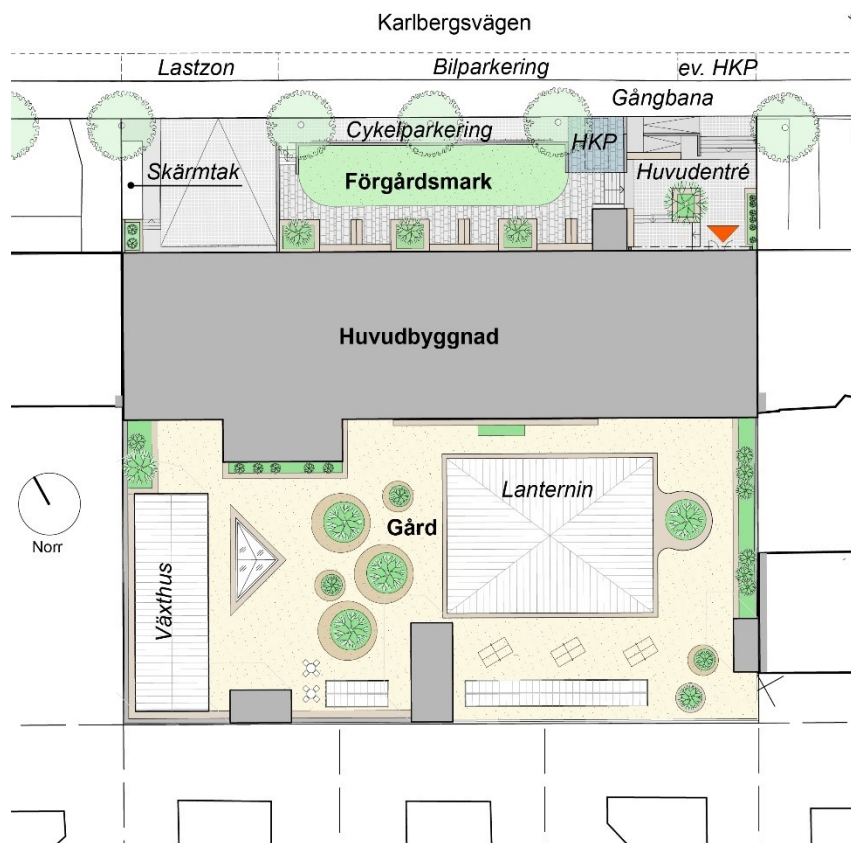 Karlbergsvägen
Lastzon
Bilparkering
ev. HKP
Gångbana
Cykelparkering
HKP
Skärmtak
Förgårdsmark
Huvudentré
Huvudbyggnad
Lanternin
Gård
Norr
Växthus